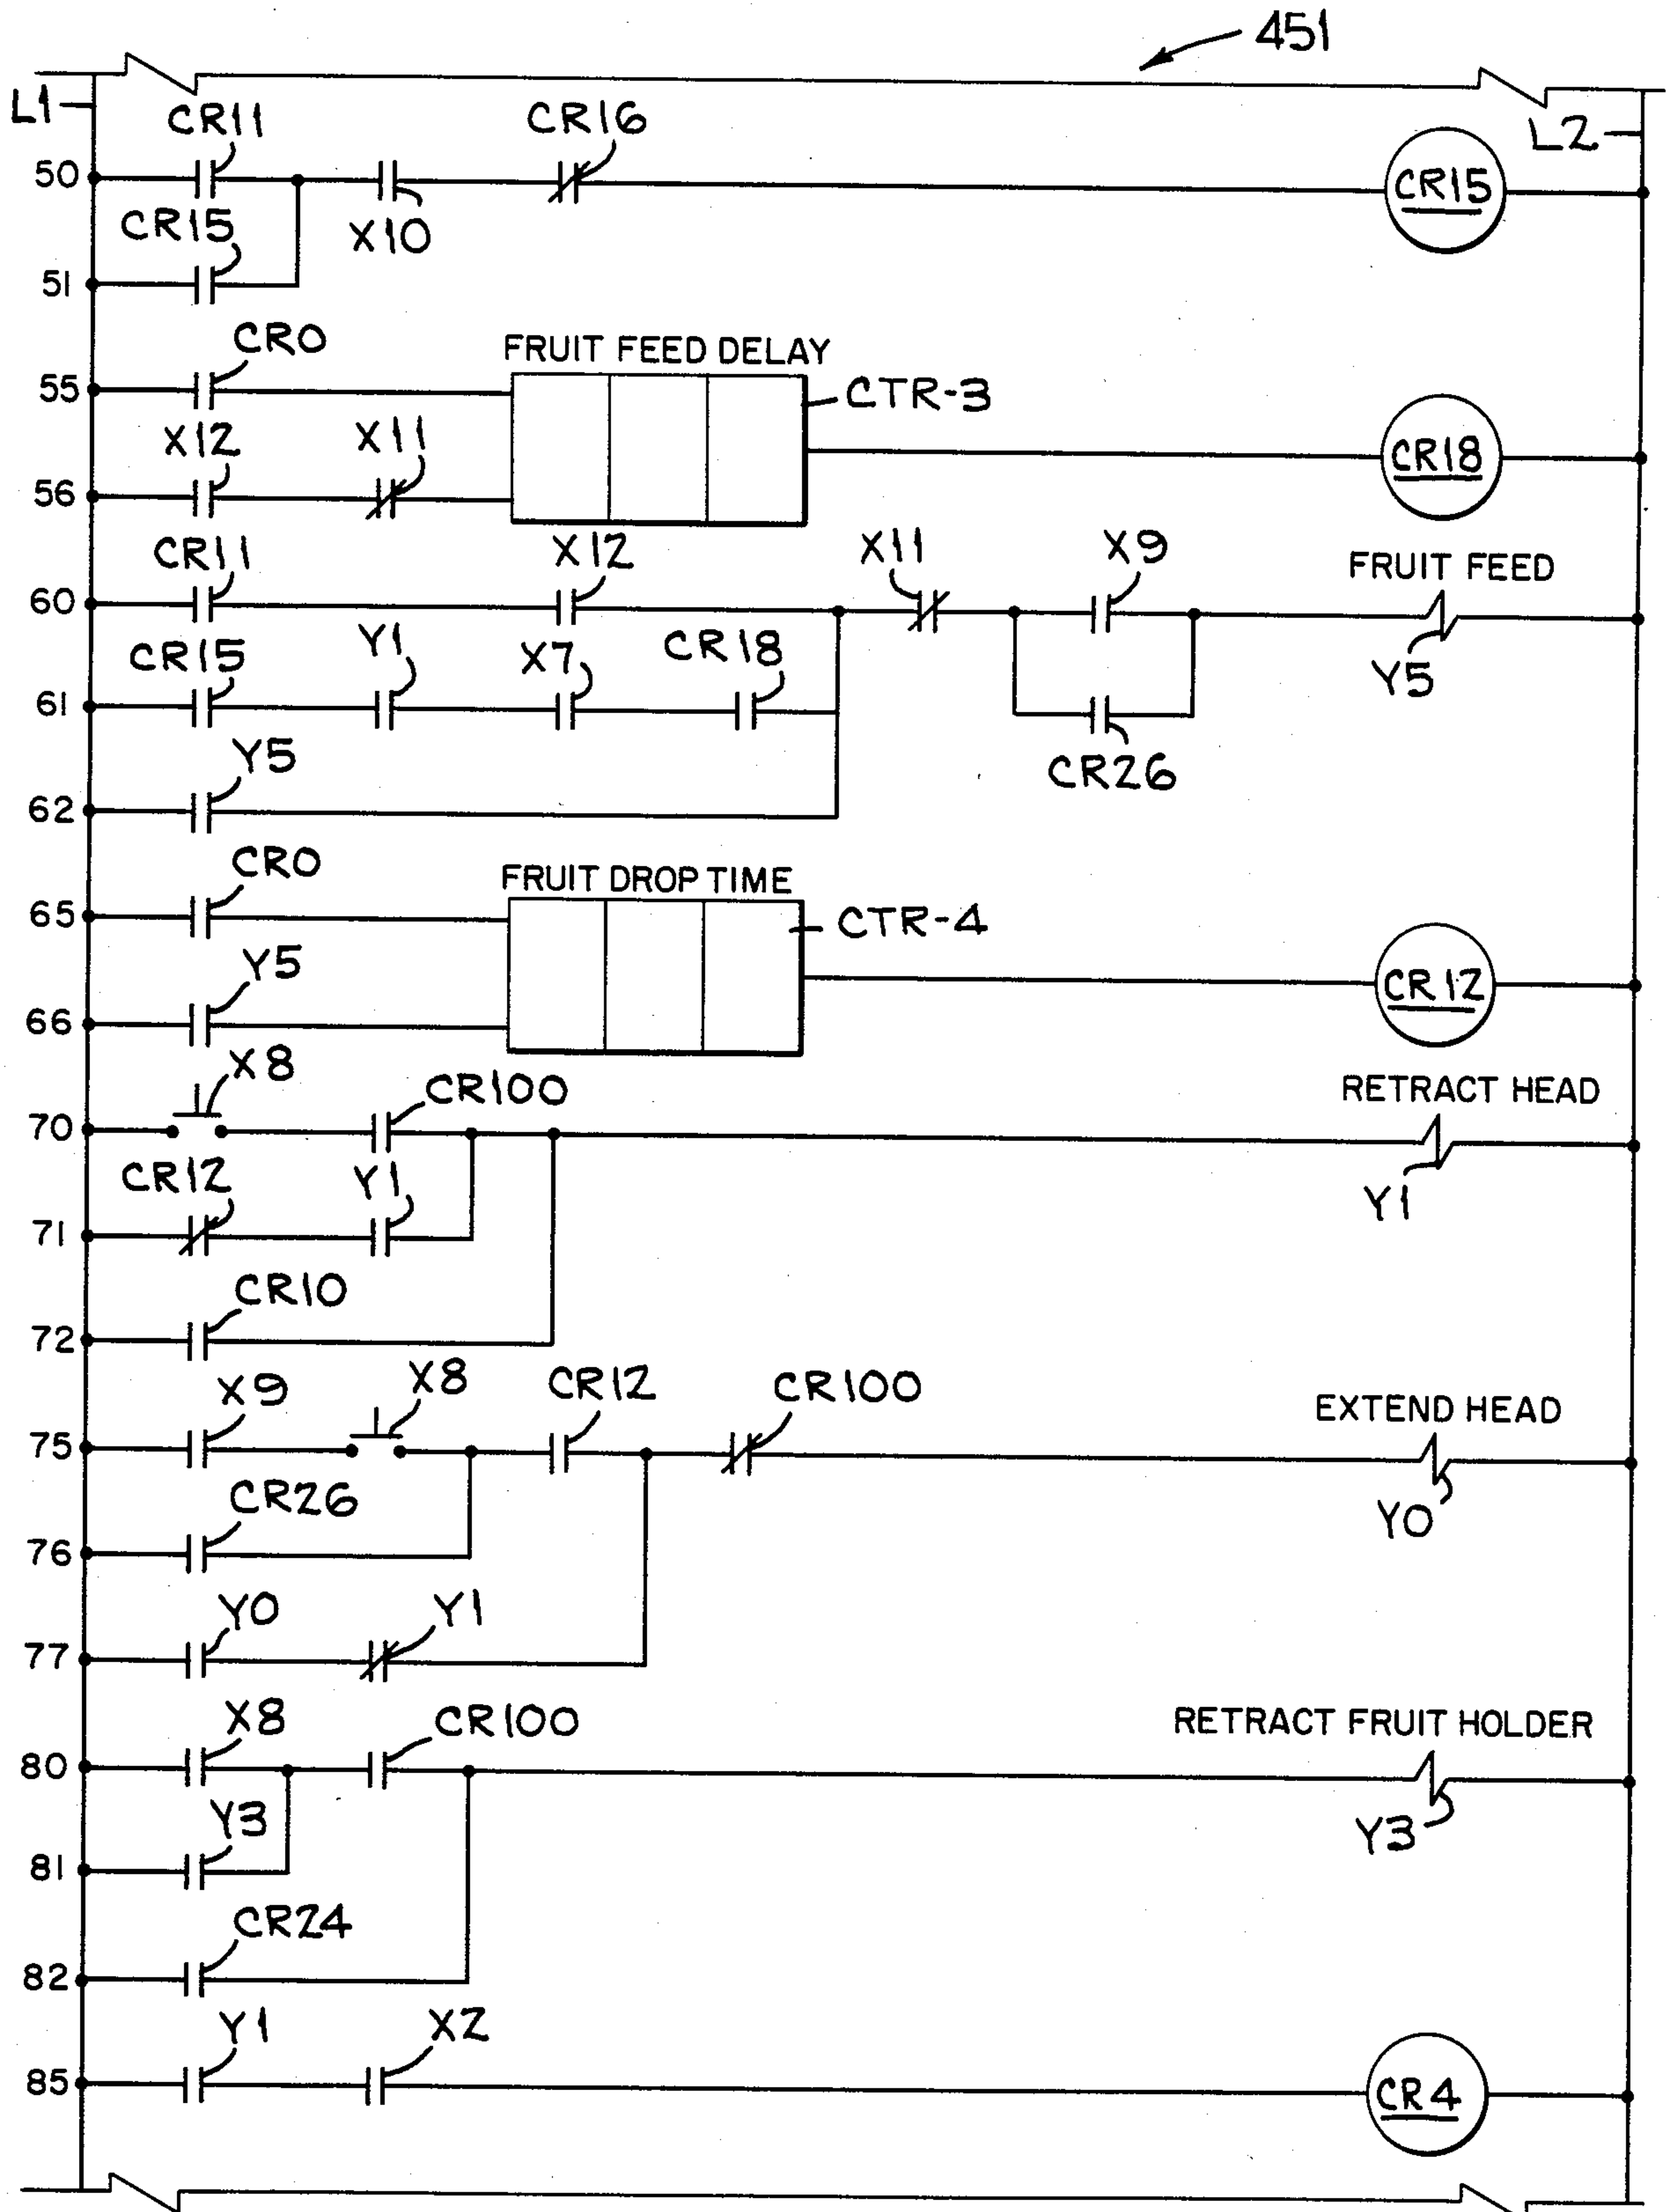 451
L1
CR11
CR16
L2
50
CR15
CR15
X10
51
CR0
FRUIT FEED DELAY
55
CTR-3
X12
X11
CR18
56
CR11
X12
X11
X9
FRUIT FEED
60
CR15
Y1
X7
CR18
Y5
61
Y5
CR26
62
CR0
FRUIT DROP TIME
65
CTR-4
Y5
CR12
66
X8
CR100
RETRACT HEAD
70
CR12
Y1
Y1
71
CR10
72
X9
X8
CR12
CR100
EXTEND HEAD
75
CR26
Y0
76
Y0
Y1
77
X8
CR100
RETRACT FRUIT HOLDER
80
Y3
Y3
81
CR24
82
Y1
X2
85
CR4